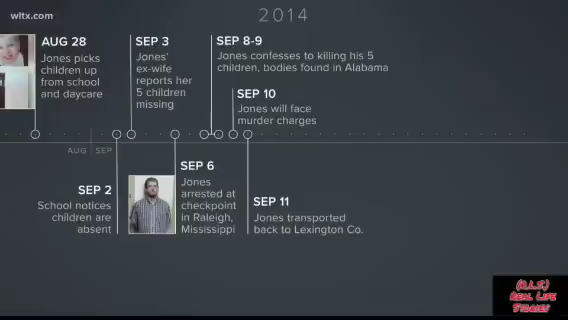 wltx.com
2014
AUG 28
Jones picks
children up
from school
and daycare
SEP 3
Jones'
ex-wife
reports her
5 children
missing
SEP 8-9
Jones confesses to killing his 5
children, bodies found in Alabama
SEP 10
Jones will face
murder charges
AUG
SEP
SEP 2
School notices
children are
absent
SEP 6
Jones
arrested at
checkpoint
in Raleigh,
Mississippi
SEP 11
Jones transported
back to Lexington Co.
(R.L.S)
Real Life
Stories